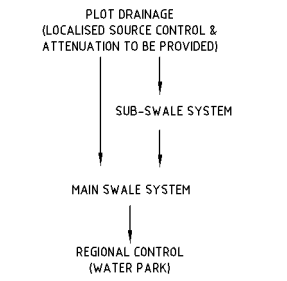 PLOT DRAINAGE
(LOCALISED SOURCE CONTROL &
ATTENUATION TO BE PROVIDED)
SUB-SWALE SYSTEM
MAIN SWALE SYSTEM
REGIONAL CONTROL
(WATER PARK)